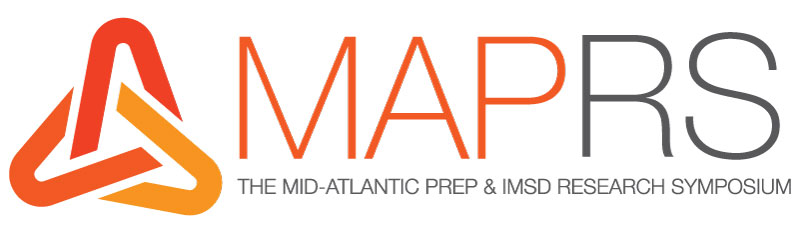 MAPRS
THE MID-ATLANTIC PREP & IMSD RESEARCH SYMPOSIUM